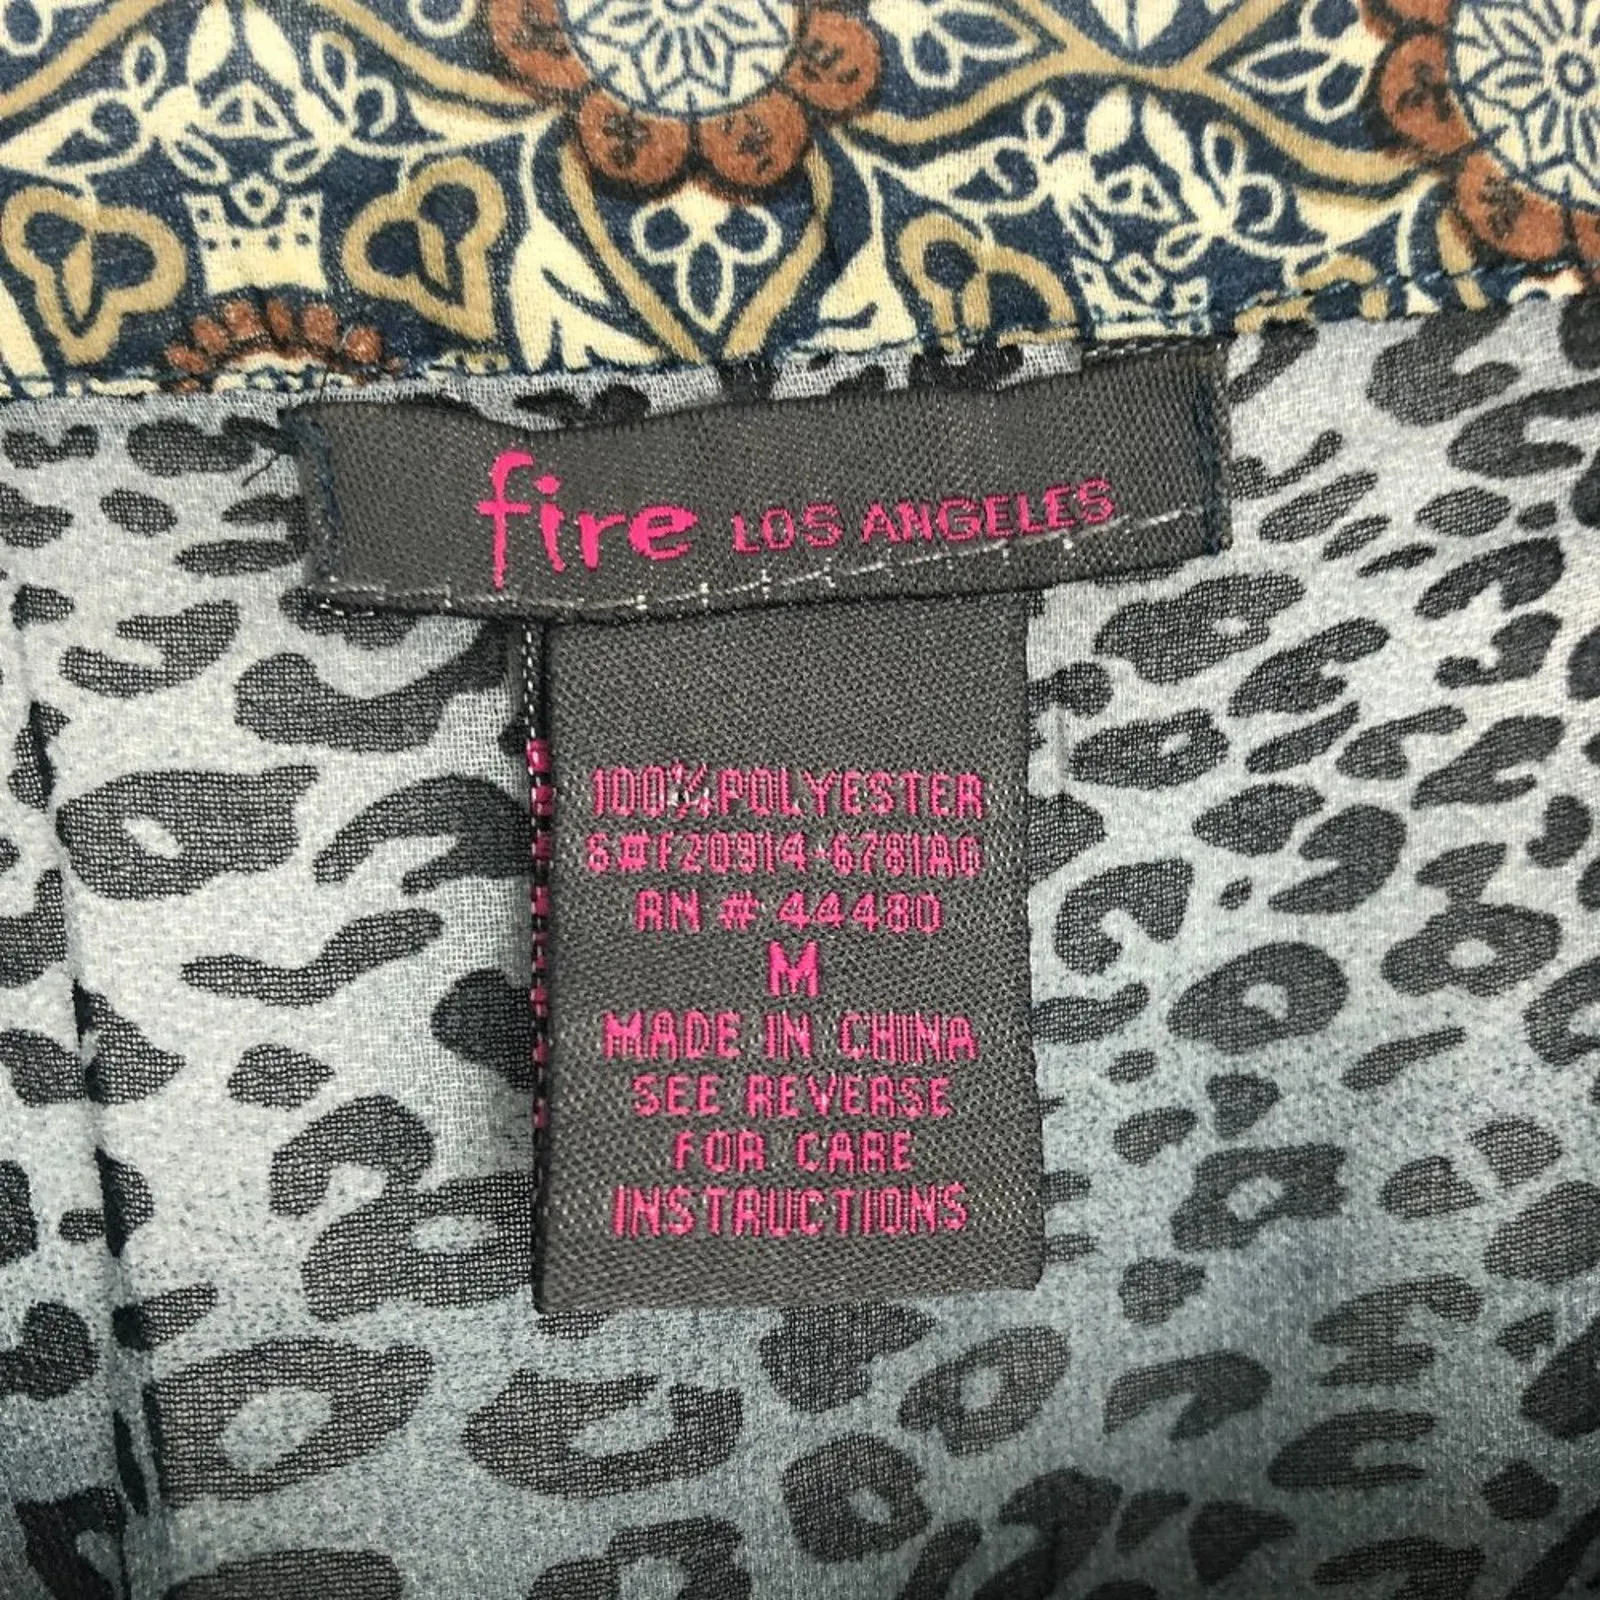 fire LOS ANGELES
100% POLYESTER
S#F20914-6781AG
RN # 44480
M
MADE IN CHINA
SEE REVERSE
FOR CARE
INSTRUCTIONS